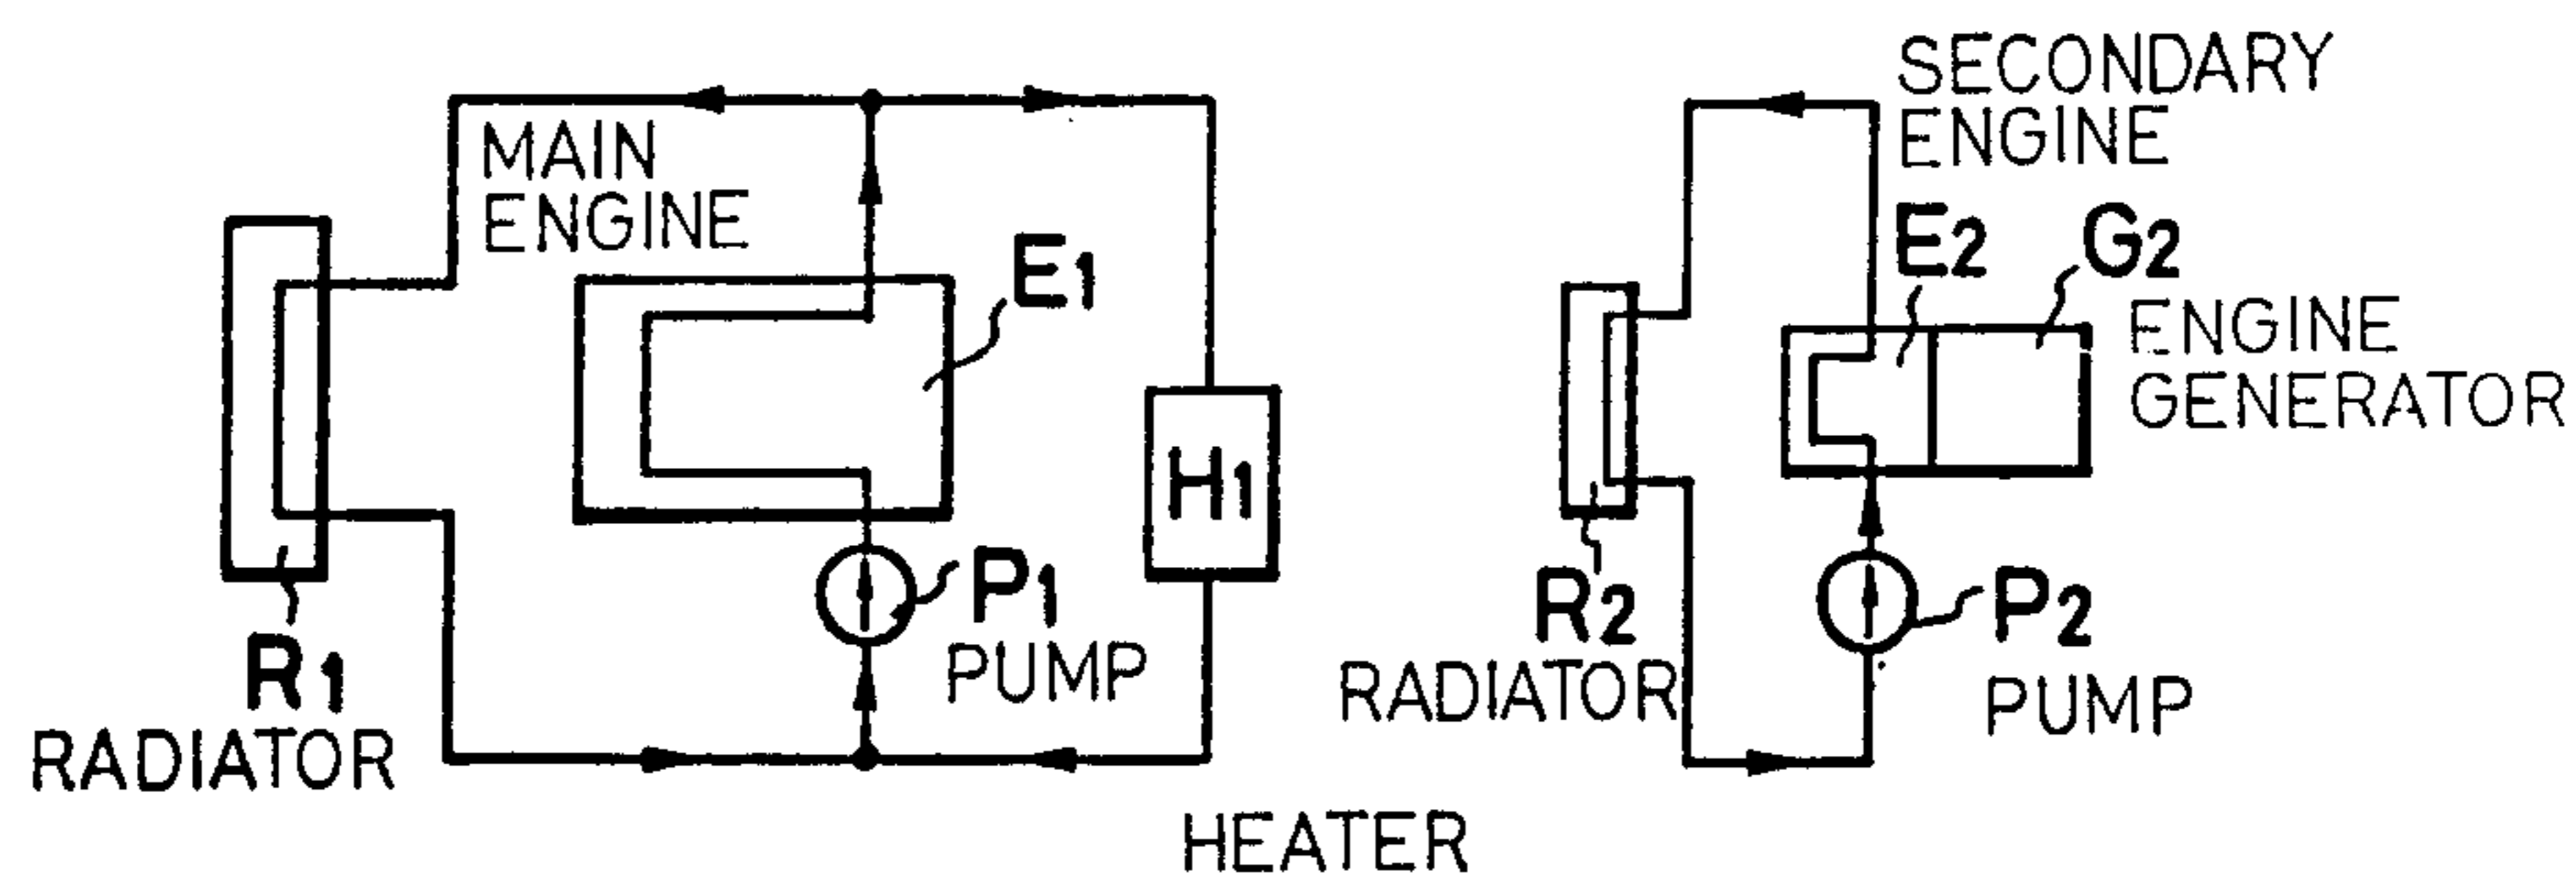 MAIN
ENGINE
E1
H1
P1
PUMP
R1
RADIATOR
HEATER
SECONDARY
ENGINE
E2
G2
ENGINE
GENERATOR
R2
RADIATOR
P2
PUMP